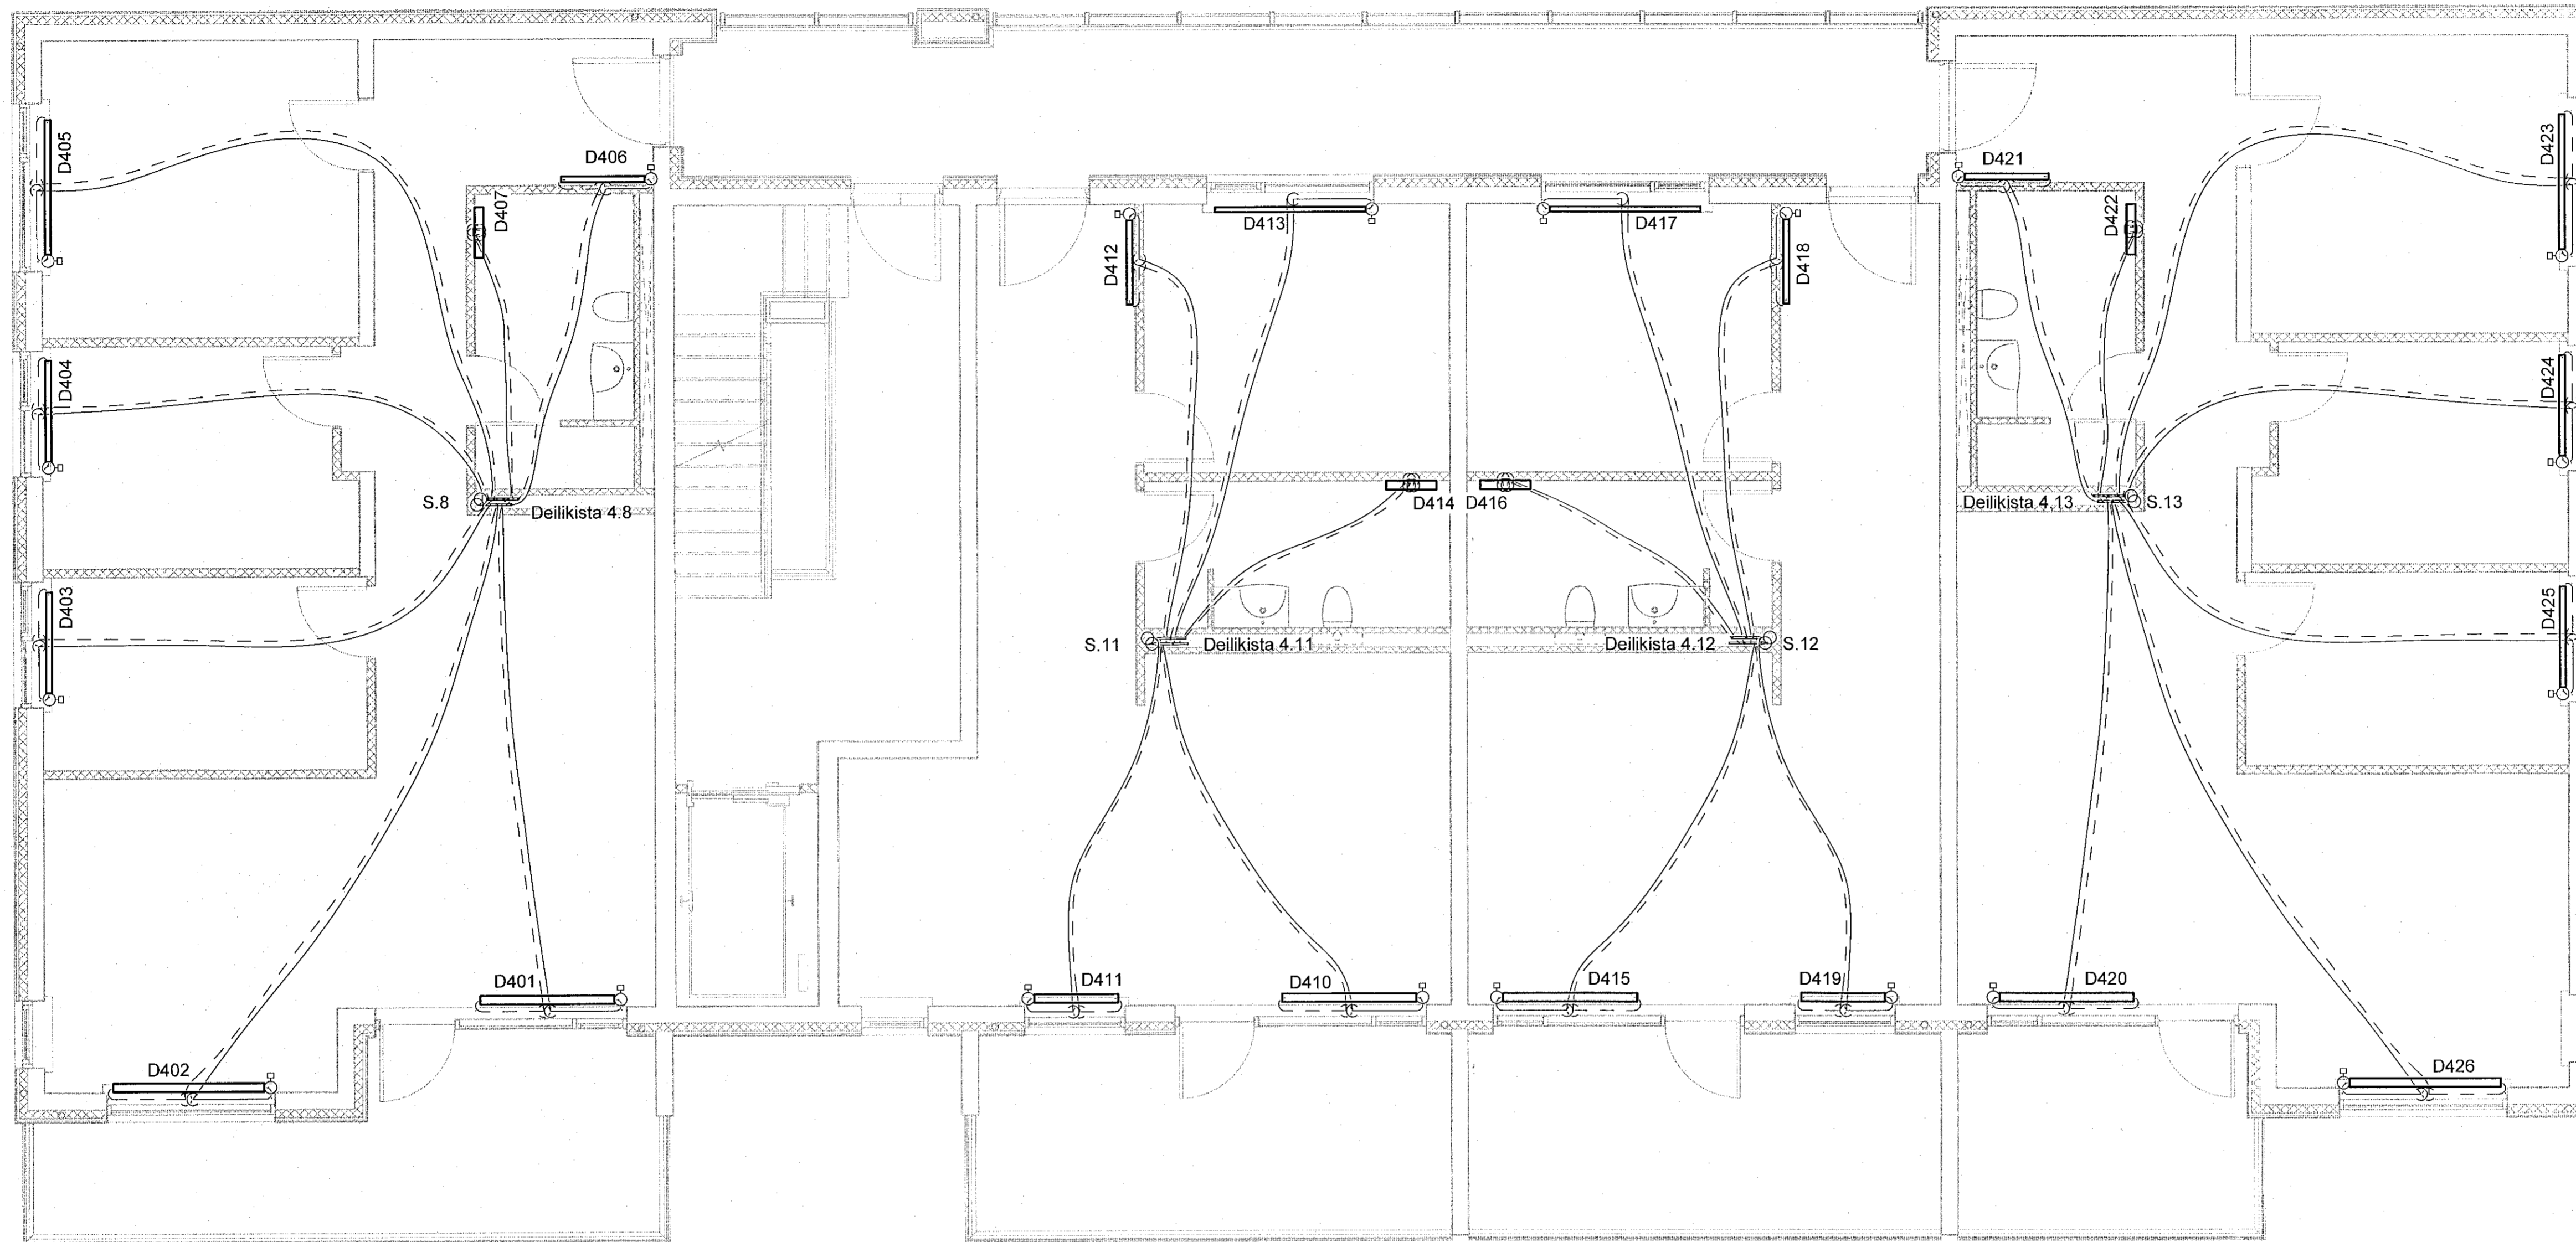 D405
D406
D421
D423
D407
D422
D412
D413
D417
D418
D404
D424
S.8
Deilikista 4.8
D414
D416
Deilikista 4.13
S.13
D403
D425
S.11
Deilikista 4.11
Deilikista 4.12
S.12
D401
D411
D410
D415
D419
D420
D402
D426